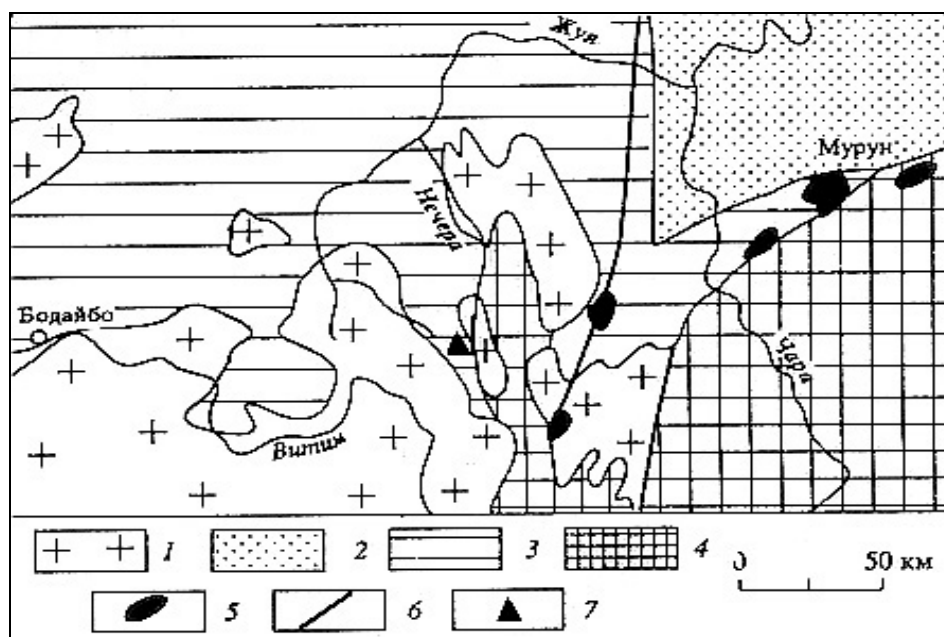 Жуя
Мурун
Нечера
Бодайбо
Чара
Витим
1
2
3
4
0
50 км
5
6
7